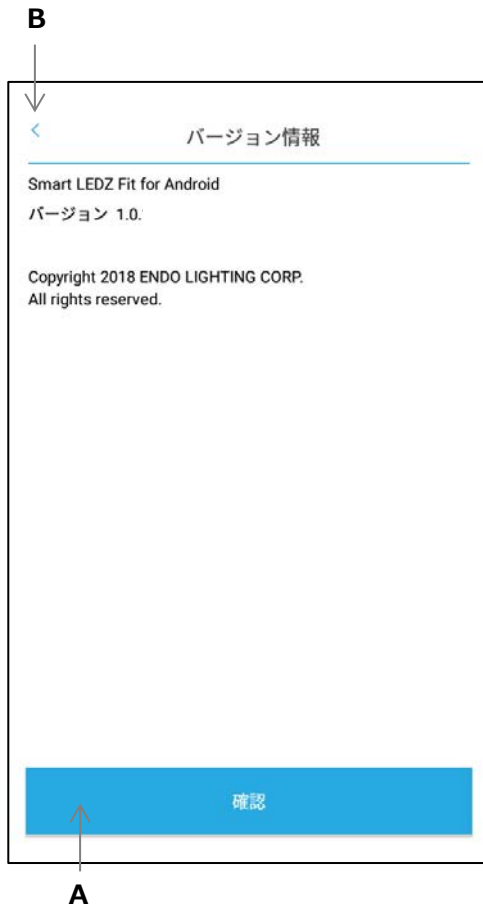 B
<
バージョン情報
Smart LEDZ Fit for Android
バージョン 1.0.
Copyright 2018 ENDO LIGHTING CORP.
All rights reserved.
確認
A